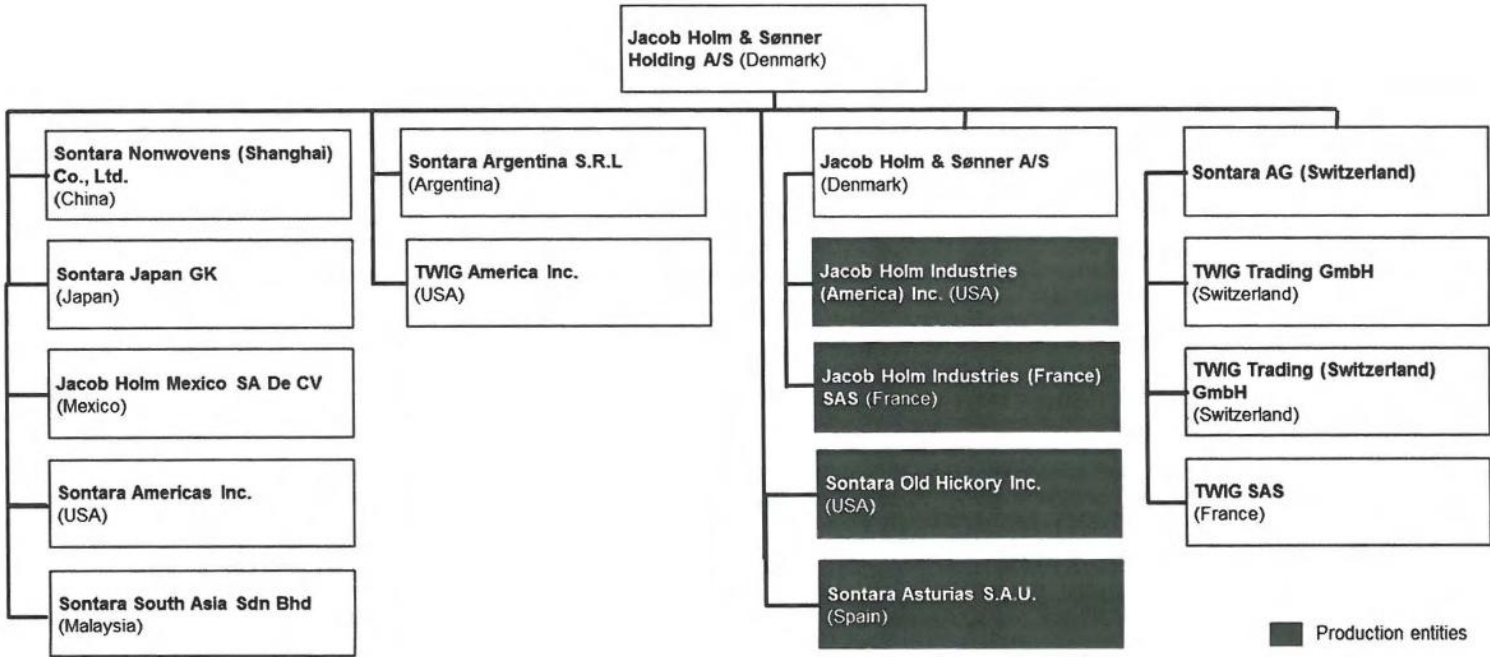 Jacob Holm & Sønner
Holding A/S (Denmark)
Sontara Nonwovens (Shanghai)
Co., Ltd.
(China)
Sontara Japan GK
(Japan)
Jacob Holm Mexico SA De CV
(Mexico)
Sontara Americas Inc.
(USA)
Sontara South Asia Sdn Bhd
(Malaysia)
Sontara Argentina S.R.L
(Argentina)
TWIG America Inc.
(USA)
Jacob Holm & Sønner A/S
(Denmark)
Jacob Holm Industries
(America) Inc. (USA)
Jacob Holm Industries (France)
SAS (France)
Sontara Old Hickory Inc.
(USA)
Sontara Asturias S.A.U.
(Spain)
Sontara AG (Switzerland)
TWIG Trading GmbH
(Switzerland)
TWIG Trading (Switzerland)
GmbH
(Switzerland)
TWIG SAS
(France)
Production entities